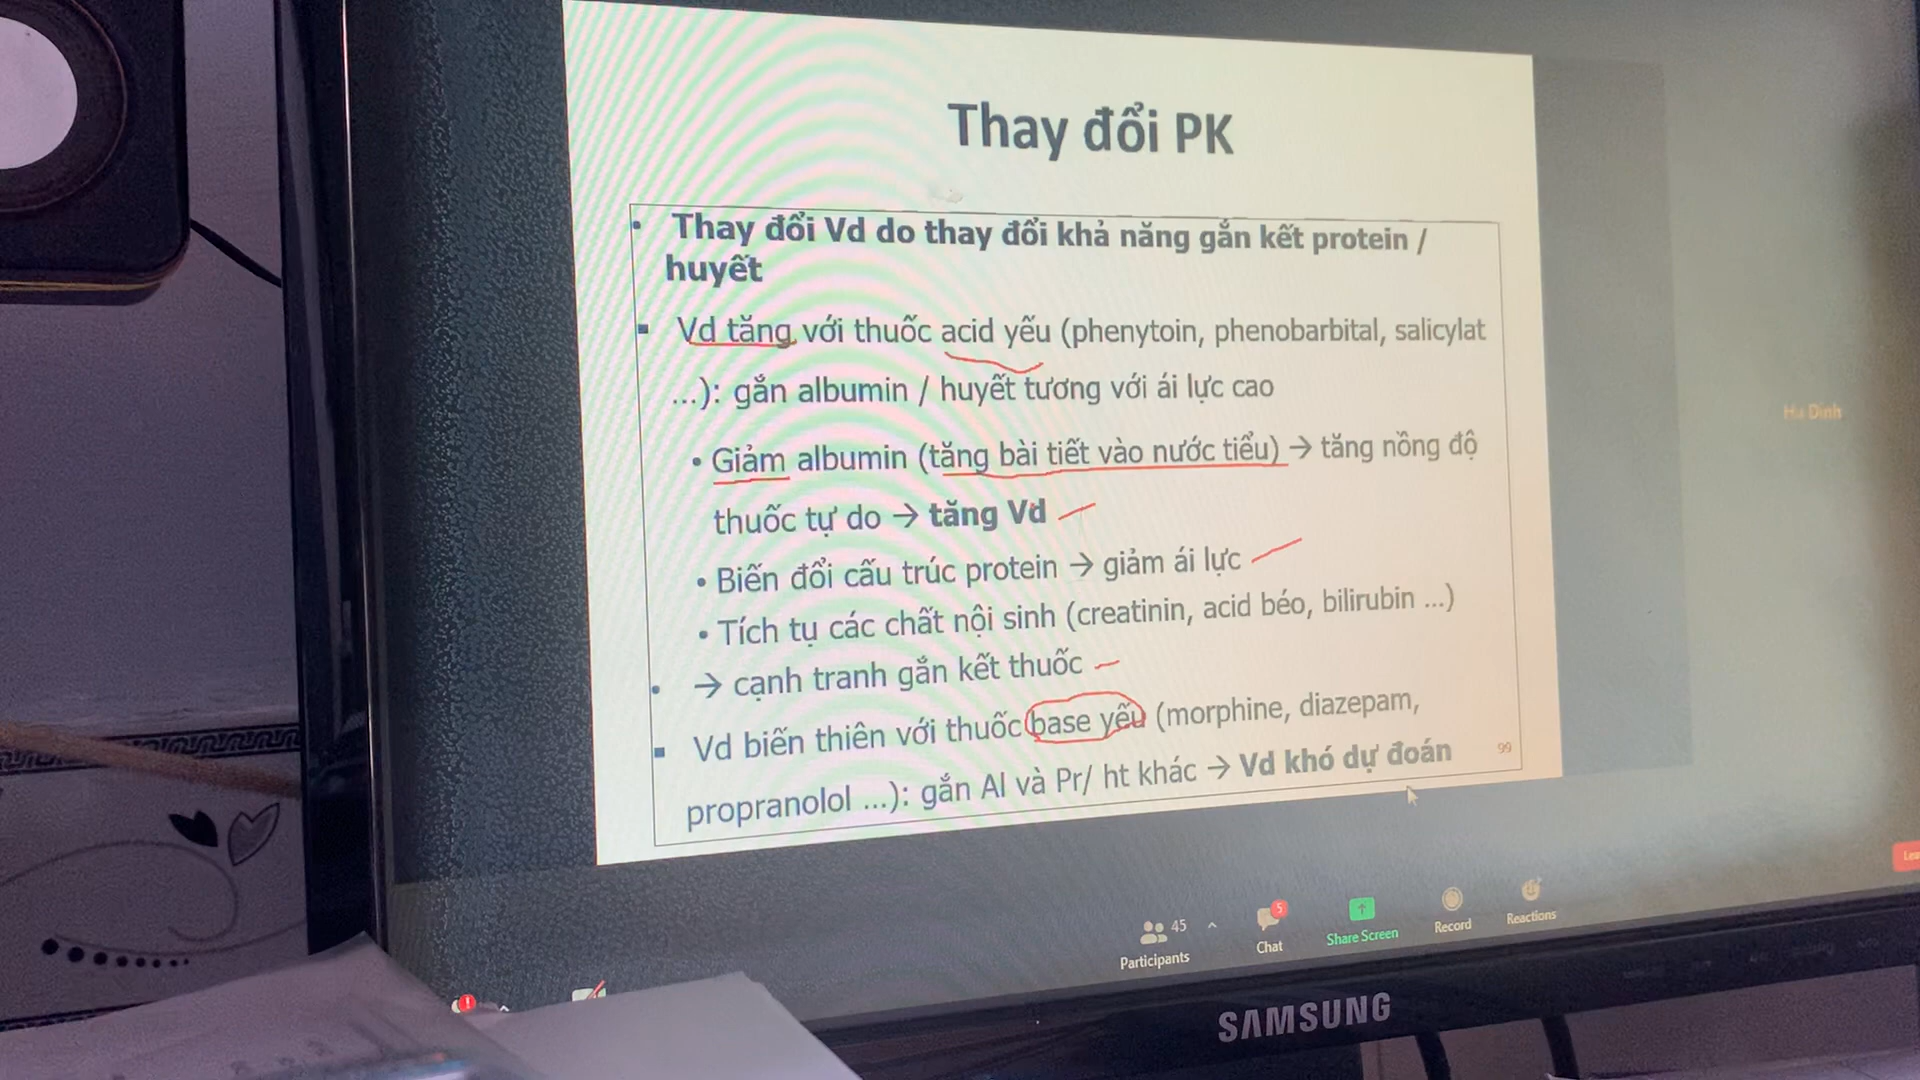 Thay đổi PK
• Thay đổi Vd do thay đổi khả năng gắn kết protein /
huyết
▪ Vd tăng với thuốc acid yếu (phenytoin, phenobarbital, salicylat
...): gắn albumin / huyết tương với ái lực cao
• Giảm albumin (tăng bài tiết vào nước tiểu) → tăng nồng độ
thuốc tự do → tăng Vd
• Biến đổi cấu trúc protein → giảm ái lực
• Tích tụ các chất nội sinh (creatinin, acid béo, bilirubin ...)
• → cạnh tranh gắn kết thuốc
▪ Vd biến thiên với thuốc base yếu (morphine, diazepam,
propranolol ...): gắn Al và Pr/ ht khác → Vd khó dự đoán
99
Ha Dinh
45
Participants
5
Chat
Share Screen
Record
Reactions
SAMSUNG